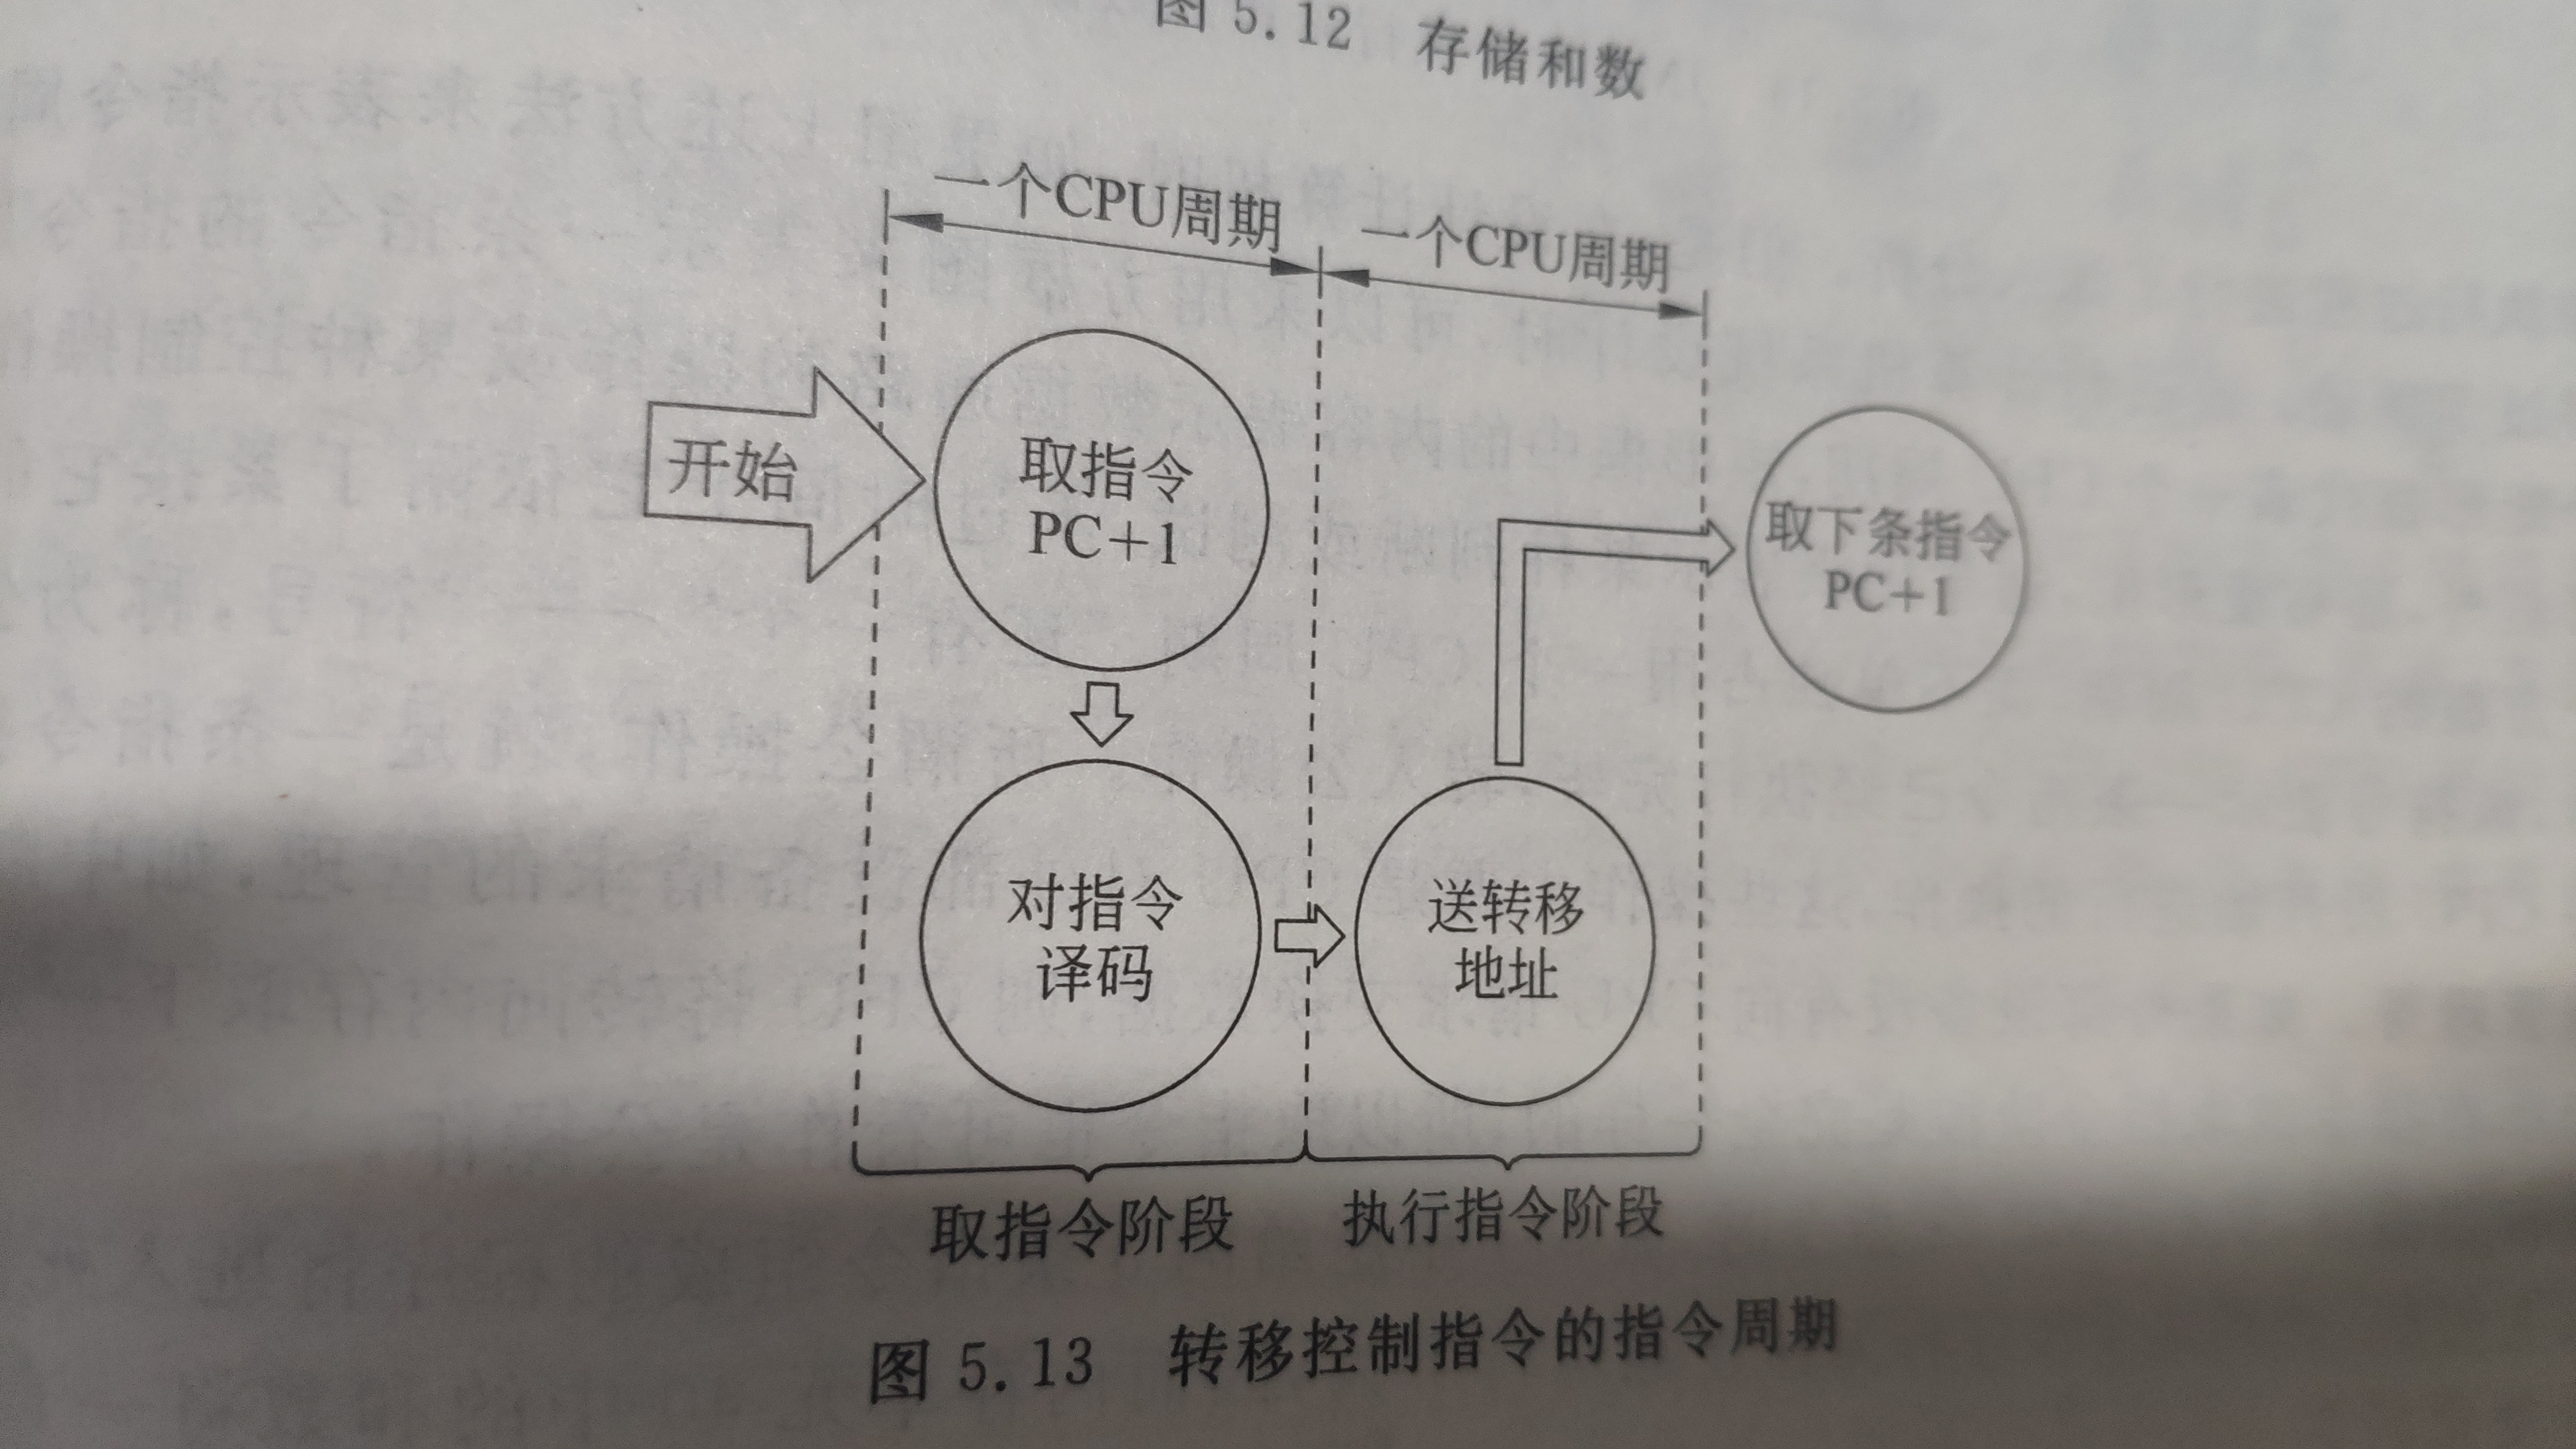 图 5.12 存储和数
一个CPU周期
一个CPU周期
开始
取指令
PC+1
对指令
译码
送转移
地址
取下条指令
PC+1
取指令阶段
执行指令阶段
图 5.13 转移控制指令的指令周期